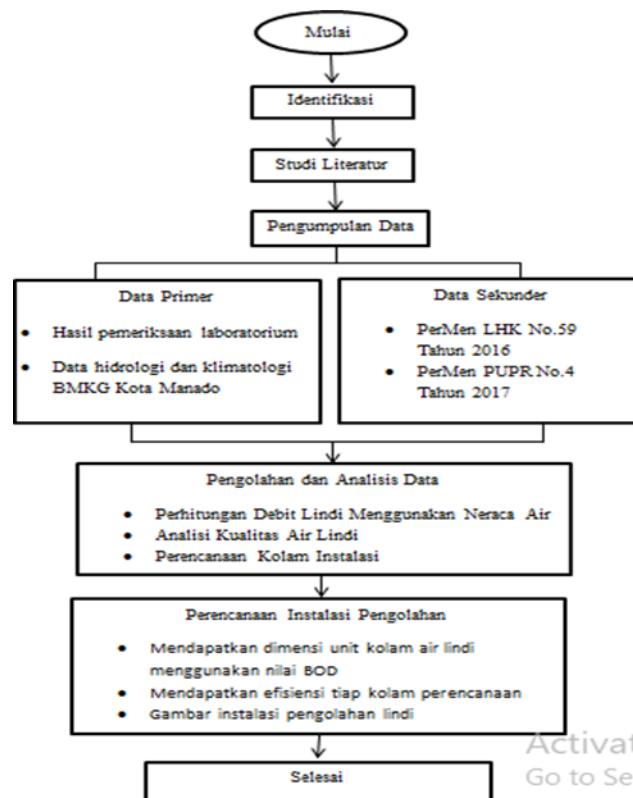 Mulai
Identifikasi
Studi Literatur
Pengumpulan Data
Data Primer
• Hasil pemeriksaan laboratorium
• Data hidrologi dan klimatologi
BMKG Kota Manado
Data Sekunder
• PerMen LHK No.59
Tahun 2016
• PerMen PUPR No.4
Tahun 2017
Pengolahan dan Analisis Data
• Perhitungan Debit Lindi Menggunakan Neraca Air
• Analisi Kualitas Air Lindi
• Perencanaan Kolam Instalasi
Perencanaan Instalasi Pengolahan
• Mendapatkan dimensi unit kolam air lindi
menggunakan nilai BOD
• Mendapatkan efisiensi tiap kolam perencanaan
• Gambar instalasi pengolahan lindi
Selesai
Activat
Go to Se